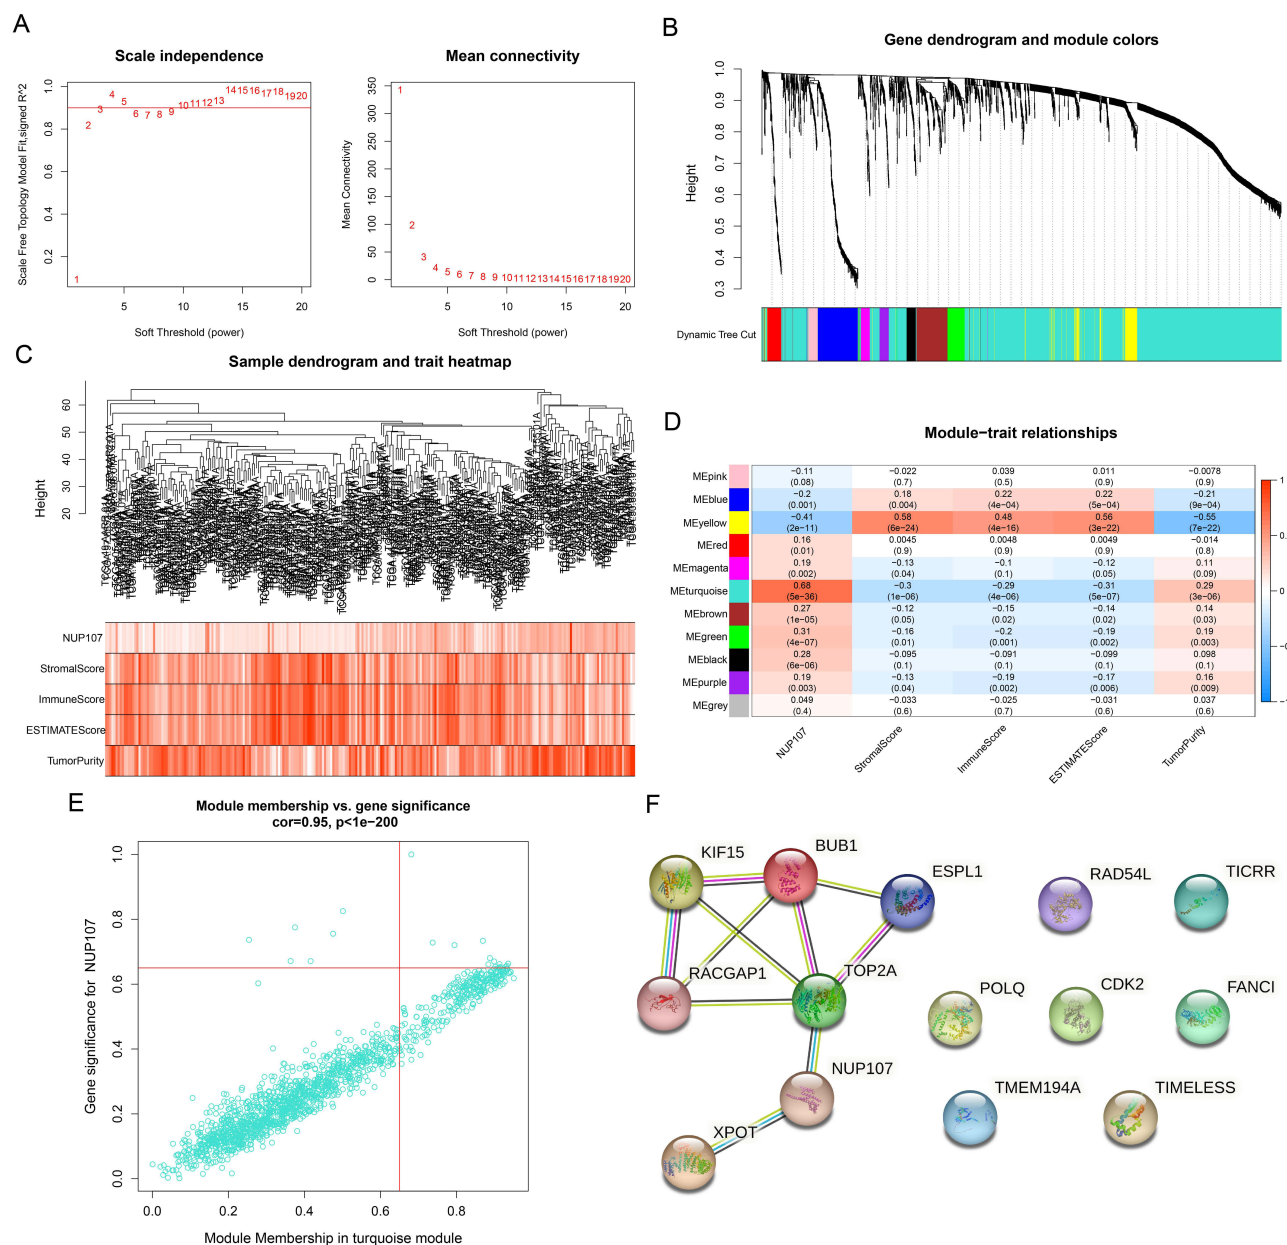 A
Scale independence
Scale Free Topology Model Fit,signed R^2
1.0
0.8
0.6
0.4
0.2
1
2
3
4
5
6
7
8
9
10
11
12
13
14
15
16
17
18
19
20
5
10
15
20
Soft Threshold (power)
Mean connectivity
Mean Connectivity
350
300
250
200
150
100
50
0
1
2
3
4
5
6
7
8
9
10
11
12
13
14
15
16
17
18
19
20
5
10
15
20
Soft Threshold (power)
B
Gene dendrogram and module colors
Height
1.0
0.9
0.8
0.7
0.6
0.5
0.4
0.3
Dynamic Tree Cut
C
Sample dendrogram and trait heatmap
Height
60
50
40
30
20
NUP107
StromalScore
ImmuneScore
ESTIMATEScore
TumorPurity
D
Module−trait relationships
MEpink −0.11 −0.022 0.039 0.011 −0.0078
(0.08) (0.7) (0.5) (0.9) (0.9)
MEblue −0.2 0.18 0.22 0.22 −0.21
(0.001) (0.004) (4e−04) (5e−04) (9e−04)
MEyellow −0.41 0.58 0.48 0.56 −0.55
(2e−11) (6e−24) (4e−16) (3e−22) (7e−22)
MEred 0.16 0.0045 0.0048 0.0049 −0.014
(0.01) (0.9) (0.9) (0.9) (0.8)
MEmagenta 0.19 −0.13 −0.1 −0.12 0.11
(0.002) (0.04) (0.1) (0.05) (0.09)
MEturquoise 0.68 −0.3 −0.29 −0.31 0.29
(5e−36) (1e−06) (4e−06) (5e−07) (3e−06)
MEbrown 0.27 −0.12 −0.15 −0.14 0.14
(1e−05) (0.05) (0.02) (0.02) (0.03)
MEgreen 0.31 −0.16 −0.2 −0.19 0.19
(4e−07) (0.01) (0.001) (0.002) (0.003)
MEblack 0.28 −0.095 −0.091 −0.099 0.098
(6e−06) (0.1) (0.1) (0.1) (0.1)
MEpurple 0.19 −0.13 −0.19 −0.17 0.16
(0.003) (0.04) (0.002) (0.006) (0.009)
MEgrey 0.049 −0.033 −0.025 −0.031 0.037
(0.4) (0.6) (0.7) (0.6) (0.6)
NUP107
StromalScore
ImmuneScore
ESTIMATEScore
TumorPurity
1
0
E
Module membership vs. gene significance
cor=0.95, p<1e−200
Gene significance for NUP107
1.0
0.8
0.6
0.4
0.2
0.0
0.0
0.2
0.4
0.6
0.8
Module Membership in turquoise module
F
KIF15
BUB1
ESPL1
RAD54L
TICRR
RACGAP1
TOP2A
POLQ
CDK2
FANCI
NUP107
TMEM194A
TIMELESS
XPOT